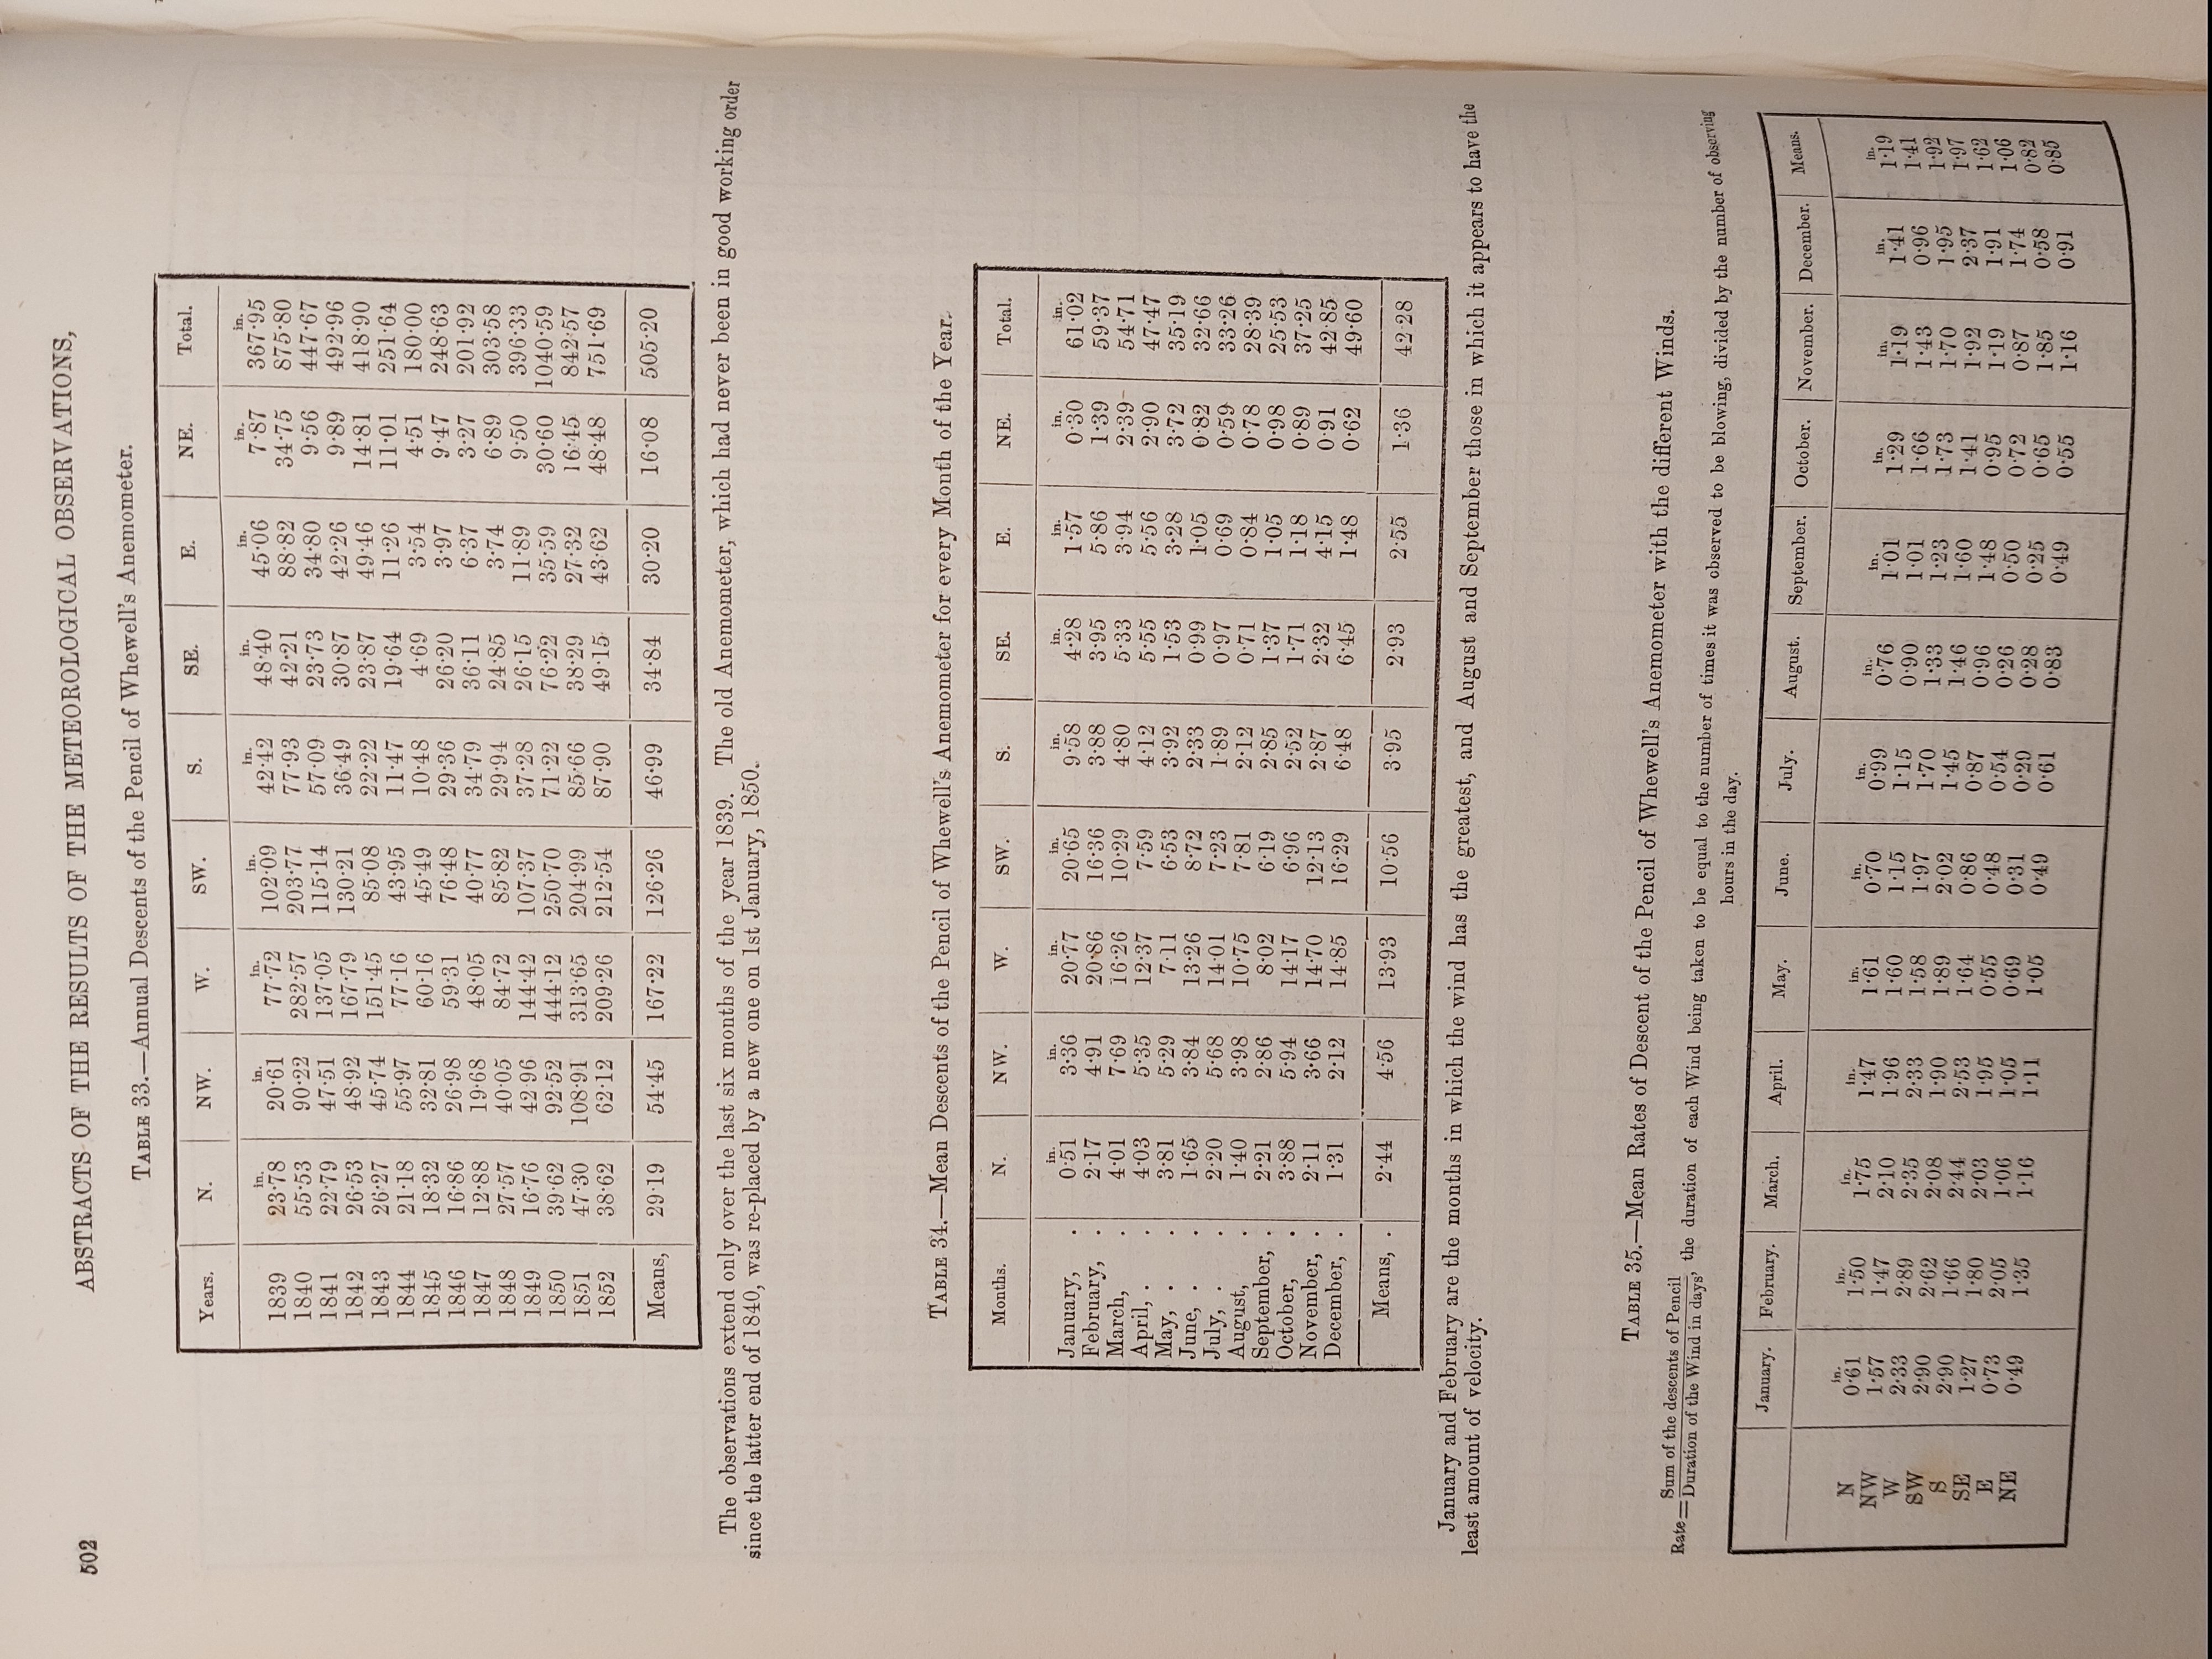 502
ABSTRACTS OF THE RESULTS OF THE METEOROLOGICAL OBSERVATIONS,
TABLE 33.—Annual Descents of the Pencil of Whewell's Anemometer.
Years. N. NW. W. SW. S. SE. E. NE. Total.
in. in. in. in. in. in. in. in. in.
1839 23·78 20·61 77·72 102·09 42·42 48·40 45·06 7·87 367·95
1840 55·53 90·22 282·57 203·77 77·93 42·21 88·82 34·75 875·80
1841 22·79 47·51 137·05 115·14 57·09 23·73 34·80 9·56 447·67
1842 26·53 48·92 167·79 130·21 36·49 30·87 42·26 9·89 492·96
1843 26·27 45·74 151·45 85·08 22·22 23·87 49·46 14·81 418·90
1844 21·18 55·97 77·16 43·95 11·47 19·64 11·26 11·01 251·64
1845 18·32 32·81 60·16 45·49 10·48 4·69 3·54 4·51 180·00
1846 16·86 26·98 59·31 76·48 29·36 26·20 3·97 9·47 248·63
1847 12·88 19·68 48·05 40·77 34·79 36·11 6·37 3·27 201·92
1848 27·57 40·05 84·72 85·82 29·94 24·85 3·74 6·89 303·58
1849 16·76 42·96 144·42 107·37 37·28 26·15 11·89 9·50 396·33
1850 39·62 92·52 444·12 250·70 71·22 76·22 35·59 30·60 1040·59
1851 47·30 108·91 313·65 204·99 85·66 38·29 27·32 16·45 842·57
1852 38·62 62·12 209·26 212·54 87·90 49·15 43·62 48·48 751·69
Means, 29·19 54·45 167·22 126·26 46·99 34·84 30·20 16·08 505·20
The observations extend only over the last six months of the year 1839. The old Anemometer, which had never been in good working order
since the latter end of 1840, was re-placed by a new one on 1st January, 1850.
TABLE 34.—Mean Descents of the Pencil of Whewell's Anemometer for every Month of the Year.
Months. N. NW. W. SW. S. SE. E. NE. Total.
in. in. in. in. in. in. in. in. in.
January, . 0·51 3·36 20·77 20·65 9·58 4·28 1·57 0·30 61·02
February, . 2·17 4·91 20·86 16·36 3·88 3·95 5·86 1·39 59·37
March, . 4·01 7·69 16·26 10·29 4·80 5·33 3·94 2·39 54·71
April, . . 4·03 5·35 12·37 7·59 4·12 5·55 5·56 2·90 47·47
May, . . 3·81 5·29 7·11 6·53 3·92 1·53 3·28 3·72 35·19
June, . . 1·65 3·84 13·26 8·72 2·33 0·99 1·05 0·82 32·66
July, . . 2·20 5·68 14·01 7·23 1·89 0·97 0·69 0·59 33·26
August, . 1·40 3·98 10·75 7·81 2·12 0·71 0·84 0·78 28·39
September, . 2·21 2·86 8·02 6·19 2·85 1·37 1·05 0·98 25·53
October, . 3·88 5·94 14·17 6·96 2·52 1·71 1·18 0·89 37·25
November, . 2·11 3·66 14·70 12·13 2·87 2·32 4·15 0·91 42·85
December, . 1·31 2·12 14·85 16·29 6·48 6·45 1·48 0·62 49·60
Means, . 2·44 4·56 13·93 10·56 3·95 2·93 2·55 1·36 42·28
January and February are the months in which the wind has the greatest, and August and September those in which it appears to have the
least amount of velocity.
TABLE 35.—Mean Rates of Descent of the Pencil of Whewell's Anemometer with the different Winds.
Rate = Sum of the descents of Pencil / Duration of the Wind in days, the duration of each Wind being taken to be equal to the number of times it was observed to be blowing, divided by the number of observing
hours in the day.
January. February. March. April. May. June. July. August. September. October. November. December. Means.
in. in. in. in. in. in. in. in. in. in. in. in. in.
N 0·61 1·50 1·75 1·47 1·61 0·70 0·99 0·76 1·01 1·29 1·19 1·41 1·19
NW 1·57 1·47 2·10 1·96 1·60 1·15 1·15 0·90 1·01 1·66 1·43 0·96 1·41
W 2·33 2·89 2·35 2·33 1·58 1·97 1·70 1·33 1·23 1·73 1·70 1·95 1·92
SW 2·90 2·62 2·08 1·90 1·89 2·02 1·45 1·46 1·60 1·41 1·92 2·37 1·97
S 2·90 1·66 2·44 2·53 1·64 0·86 0·87 0·96 1·48 0·95 1·19 1·91 1·62
SE 1·27 1·80 2·03 1·95 0·55 0·48 0·54 0·26 0·50 0·72 0·87 1·74 1·06
E 0·73 2·05 1·06 1·05 0·69 0·31 0·29 0·28 0·25 0·65 1·85 0·58 0·82
NE 0·49 1·35 1·16 1·11 1·05 0·49 0·61 0·83 0·49 0·55 1·16 0·91 0·85